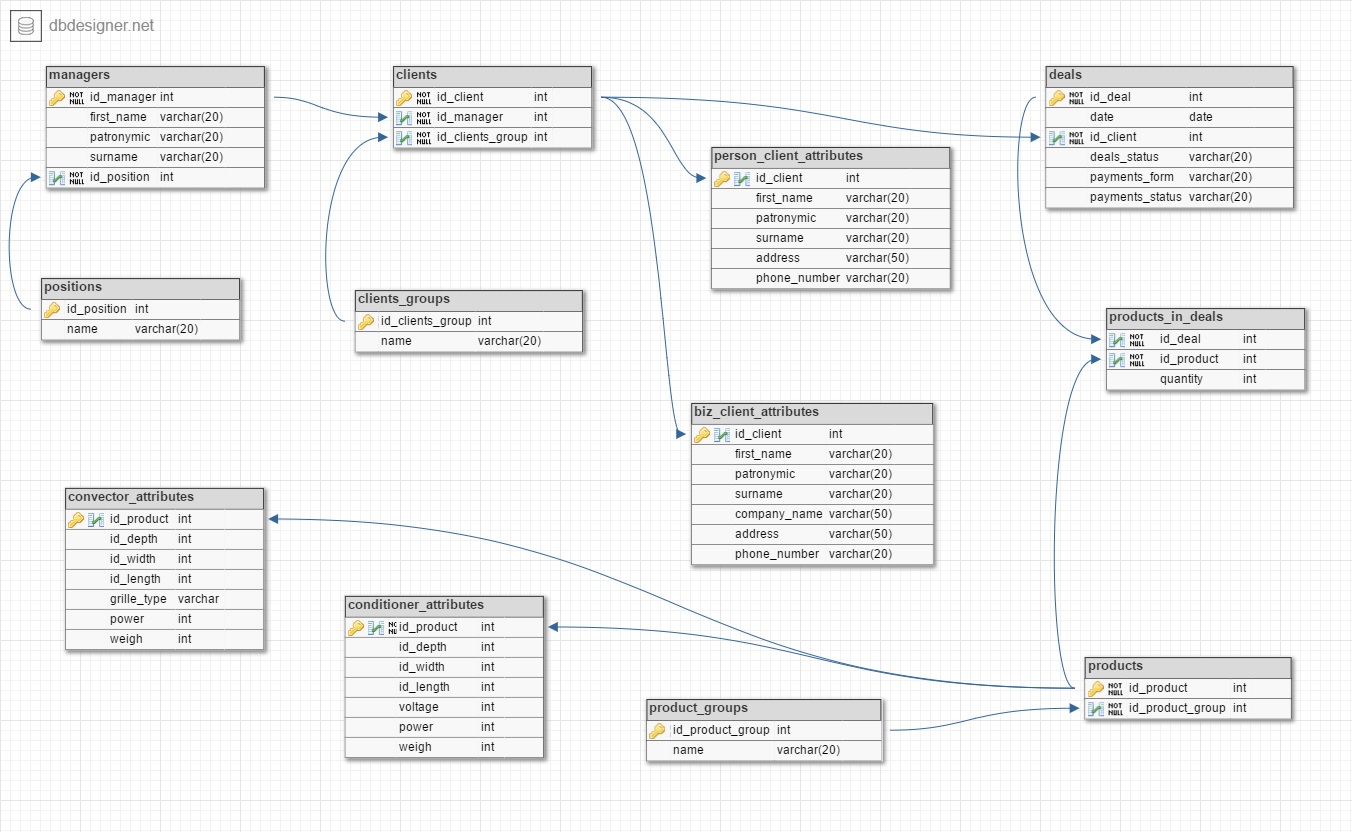 dbdesigner.net
managers
NOT NULL id_manager int
first_name varchar(20)
patronymic varchar(20)
surname varchar(20)
NOT NULL id_position int
clients
NOT NULL id_client int
NOT NULL id_manager int
NOT NULL id_clients_group int
deals
NOT NULL id_deal int
date date
NOT NULL id_client int
deals_status varchar(20)
payments_form varchar(20)
payments_status varchar(20)
person_client_attributes
id_client int
first_name varchar(20)
patronymic varchar(20)
surname varchar(20)
address varchar(50)
phone_number varchar(20)
positions
id_position int
name varchar(20)
clients_groups
id_clients_group int
name varchar(20)
products_in_deals
NOT NULL id_deal int
NOT NULL id_product int
quantity int
biz_client_attributes
id_client int
first_name varchar(20)
patronymic varchar(20)
surname varchar(20)
company_name varchar(50)
address varchar(50)
phone_number varchar(20)
convector_attributes
id_product int
id_depth int
id_width int
id_length int
grille_type varchar
power int
weigh int
conditioner_attributes
id_product int
id_depth int
id_width int
id_length int
voltage int
power int
weigh int
product_groups
id_product_group int
name varchar(20)
products
NOT NULL id_product int
NOT NULL id_product_group int